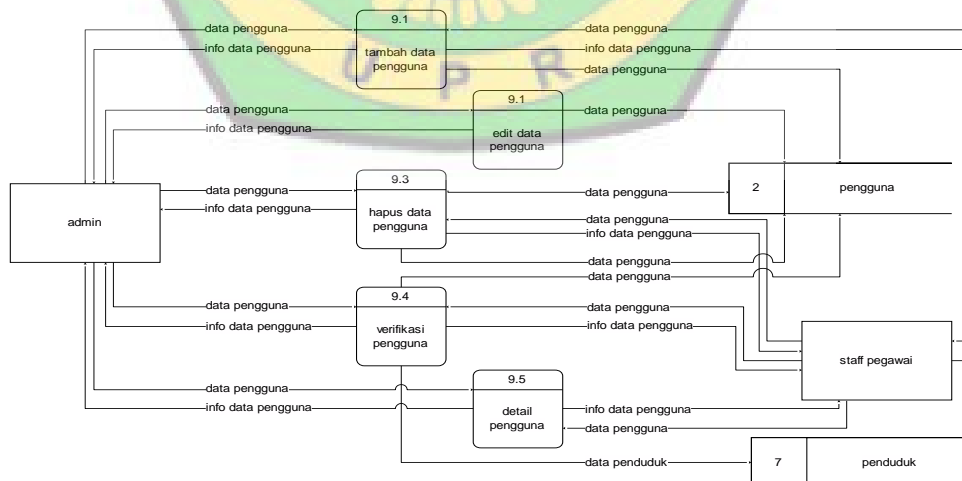 9.1
data pengguna
data pengguna
info data pengguna
tambah data
pengguna
info data pengguna
data pengguna
U P R
9.1
data pengguna
data pengguna
info data pengguna
edit data
pengguna
9.3
data pengguna
data pengguna
2
pengguna
info data pengguna
admin
hapus data
pengguna
data pengguna
info data pengguna
data pengguna
data pengguna
9.4
data pengguna
data pengguna
info data pengguna
verifikasi
pengguna
info data pengguna
staff pegawai
9.5
data pengguna
info data pengguna
detail
pengguna
info data pengguna
data pengguna
data penduduk
7
penduduk